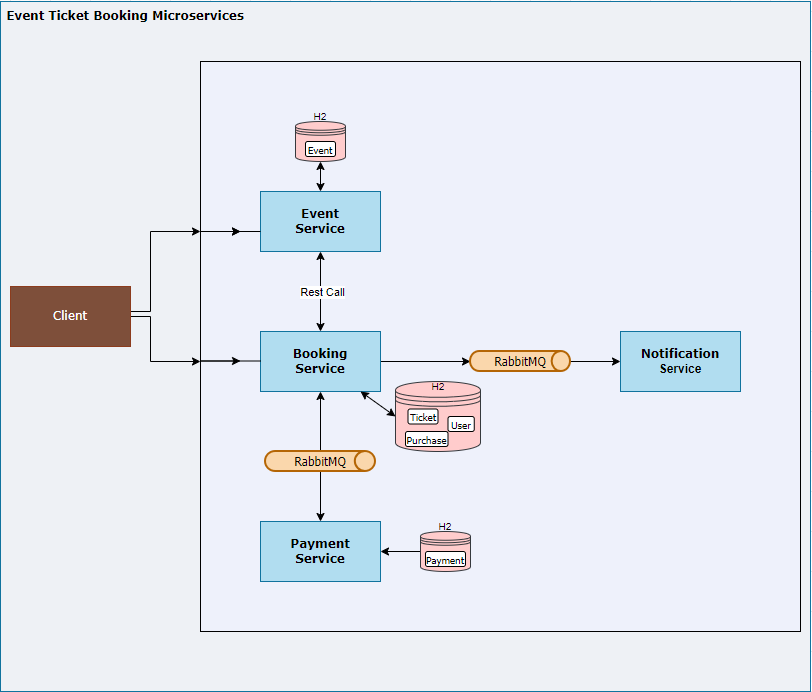 Event Ticket Booking Microservices
H2
Event
Event
Service
Rest Call
Client
Booking
Service
RabbitMQ
Notification
Service
H2
Ticket
User
Purchase
RabbitMQ
Payment
Service
H2
Payment